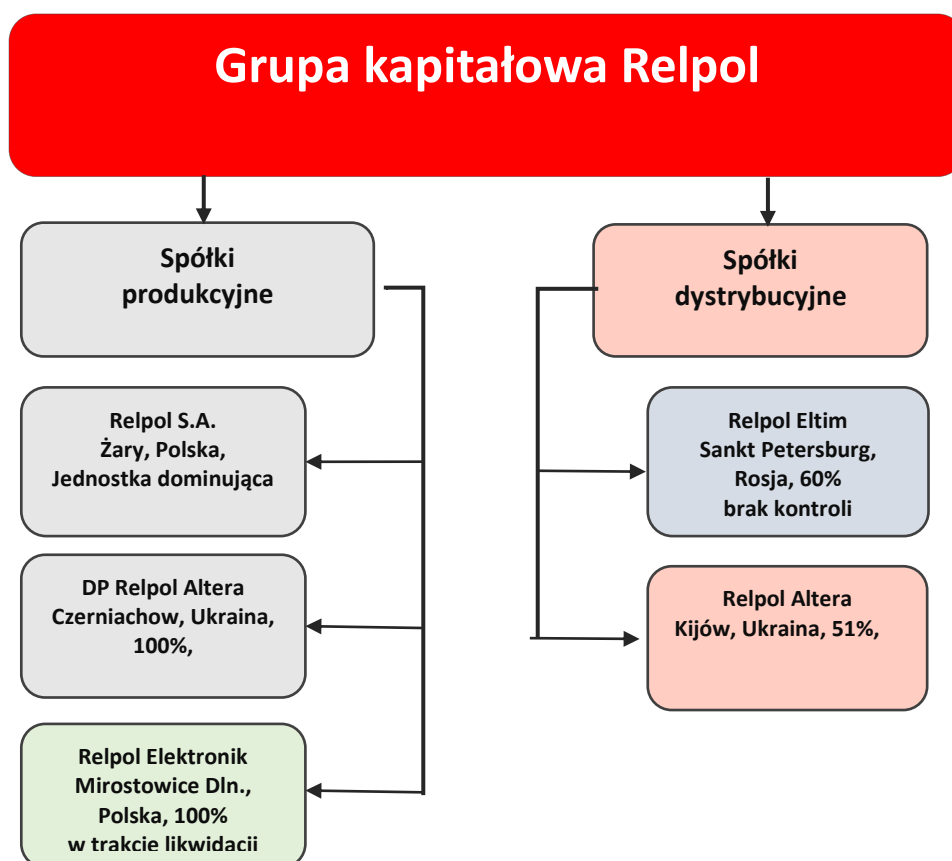 Grupa kapitałowa Relpol
Spółki
produkcyjne
Relpol S.A.
Żary, Polska,
Jednostka dominująca
DP Relpol Altera
Czerniachow, Ukraina,
100%,
Relpol Elektronik
Mirostowice Dln.,
Polska, 100%
w trakcie likwidacji
Spółki
dystrybucyjne
Relpol Eltim
Sankt Petersburg,
Rosja, 60%
brak kontroli
Relpol Altera
Kijów, Ukraina, 51%,